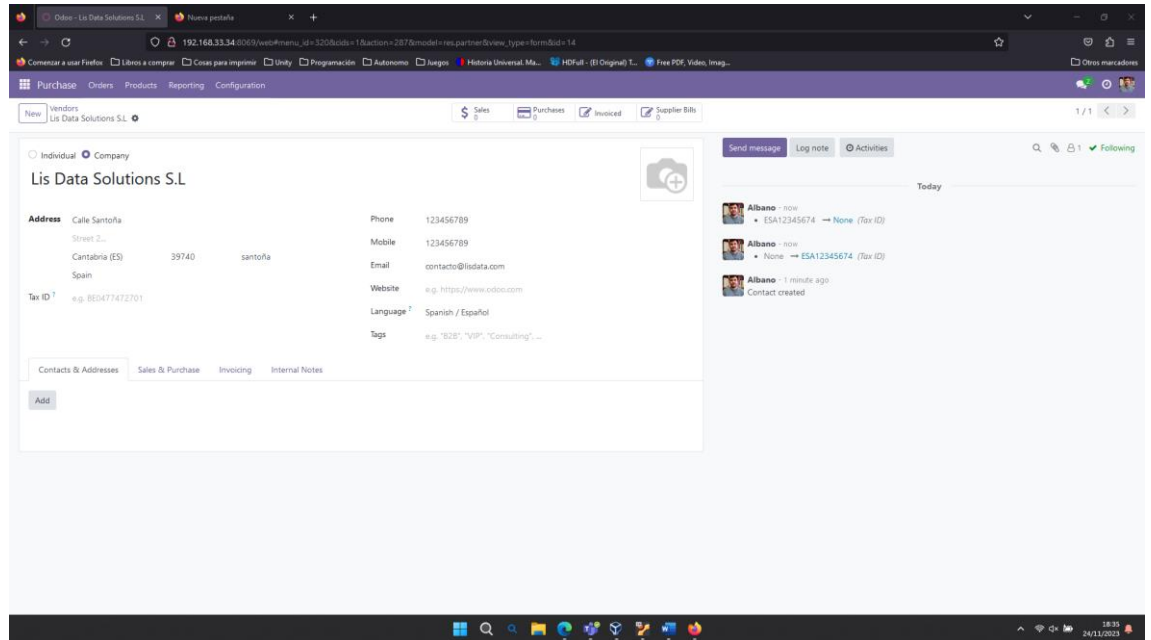 Odoo - Lis Data Solutions S.L
Nueva pestaña
192.168.33.34:8069/web#menu_id=320&cids=1&action=287&model=res.partner&view_type=form&id=14
Comenzar a usar Firefox Libros a comprar Cosas para imprimir Unity Programación Autonomo Juegos Historia Universal. Ma... HDFull - (El Original) T... Free PDF, Video, Imag... Otros marcadores
Purchase Orders Products Reporting Configuration 2
New Vendors
Lis Data Solutions S.L
Sales 0 Purchases 0 Invoiced Supplier Bills 0
1 / 1
Individual Company
Lis Data Solutions S.L
Address Calle Santoña
Street 2...
Cantabria (ES) 39740 santoña
Spain
Tax ID ? e.g. BE0477472701
Phone 123456789
Mobile 123456789
Email contacto@lisdata.com
Website e.g. https://www.odoo.com
Language ? Spanish / Español
Tags e.g. "B2B", "VIP", "Consulting", ...
Contacts & Addresses Sales & Purchase Invoicing Internal Notes
Add
Send message Log note Activities 1 Following
Today
Albano - now
ESA12345674 → None (Tax ID)
Albano - now
None → ESA12345674 (Tax ID)
Albano - 1 minute ago
Contact created
18:35
24/11/2023